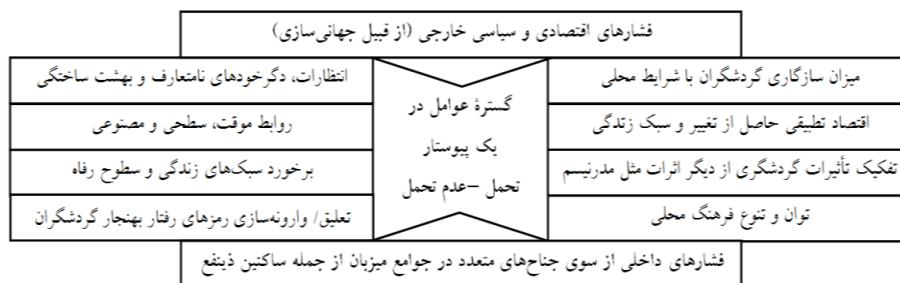 فشارهای اقتصادی و سیاسی خارجی (از قبیل جهانی‌سازی)
میزان سازگاری گردشگران با شرایط محلی
اقتصاد تطبیقی حاصل از تغییر و سبک زندگی
تفکیک تأثیرات گردشگری از دیگر اثرات مثل مدرنیسم
توان و تنوع فرهنگ محلی
گسترهٔ عوامل در
یک پیوستار
تحمل –عدم تحمل
انتظارات، دگرخودهای نامتعارف و بهشت ساختگی
روابط موقت، سطحی و مصنوعی
برخورد سبک‌های زندگی و سطوح رفاه
تعلیق/ وارونه‌سازی رمزهای رفتار بهنجار گردشگران
فشارهای داخلی از سوی جناح‌های متعدد در جوامع میزبان از جمله ساکنین ذینفع